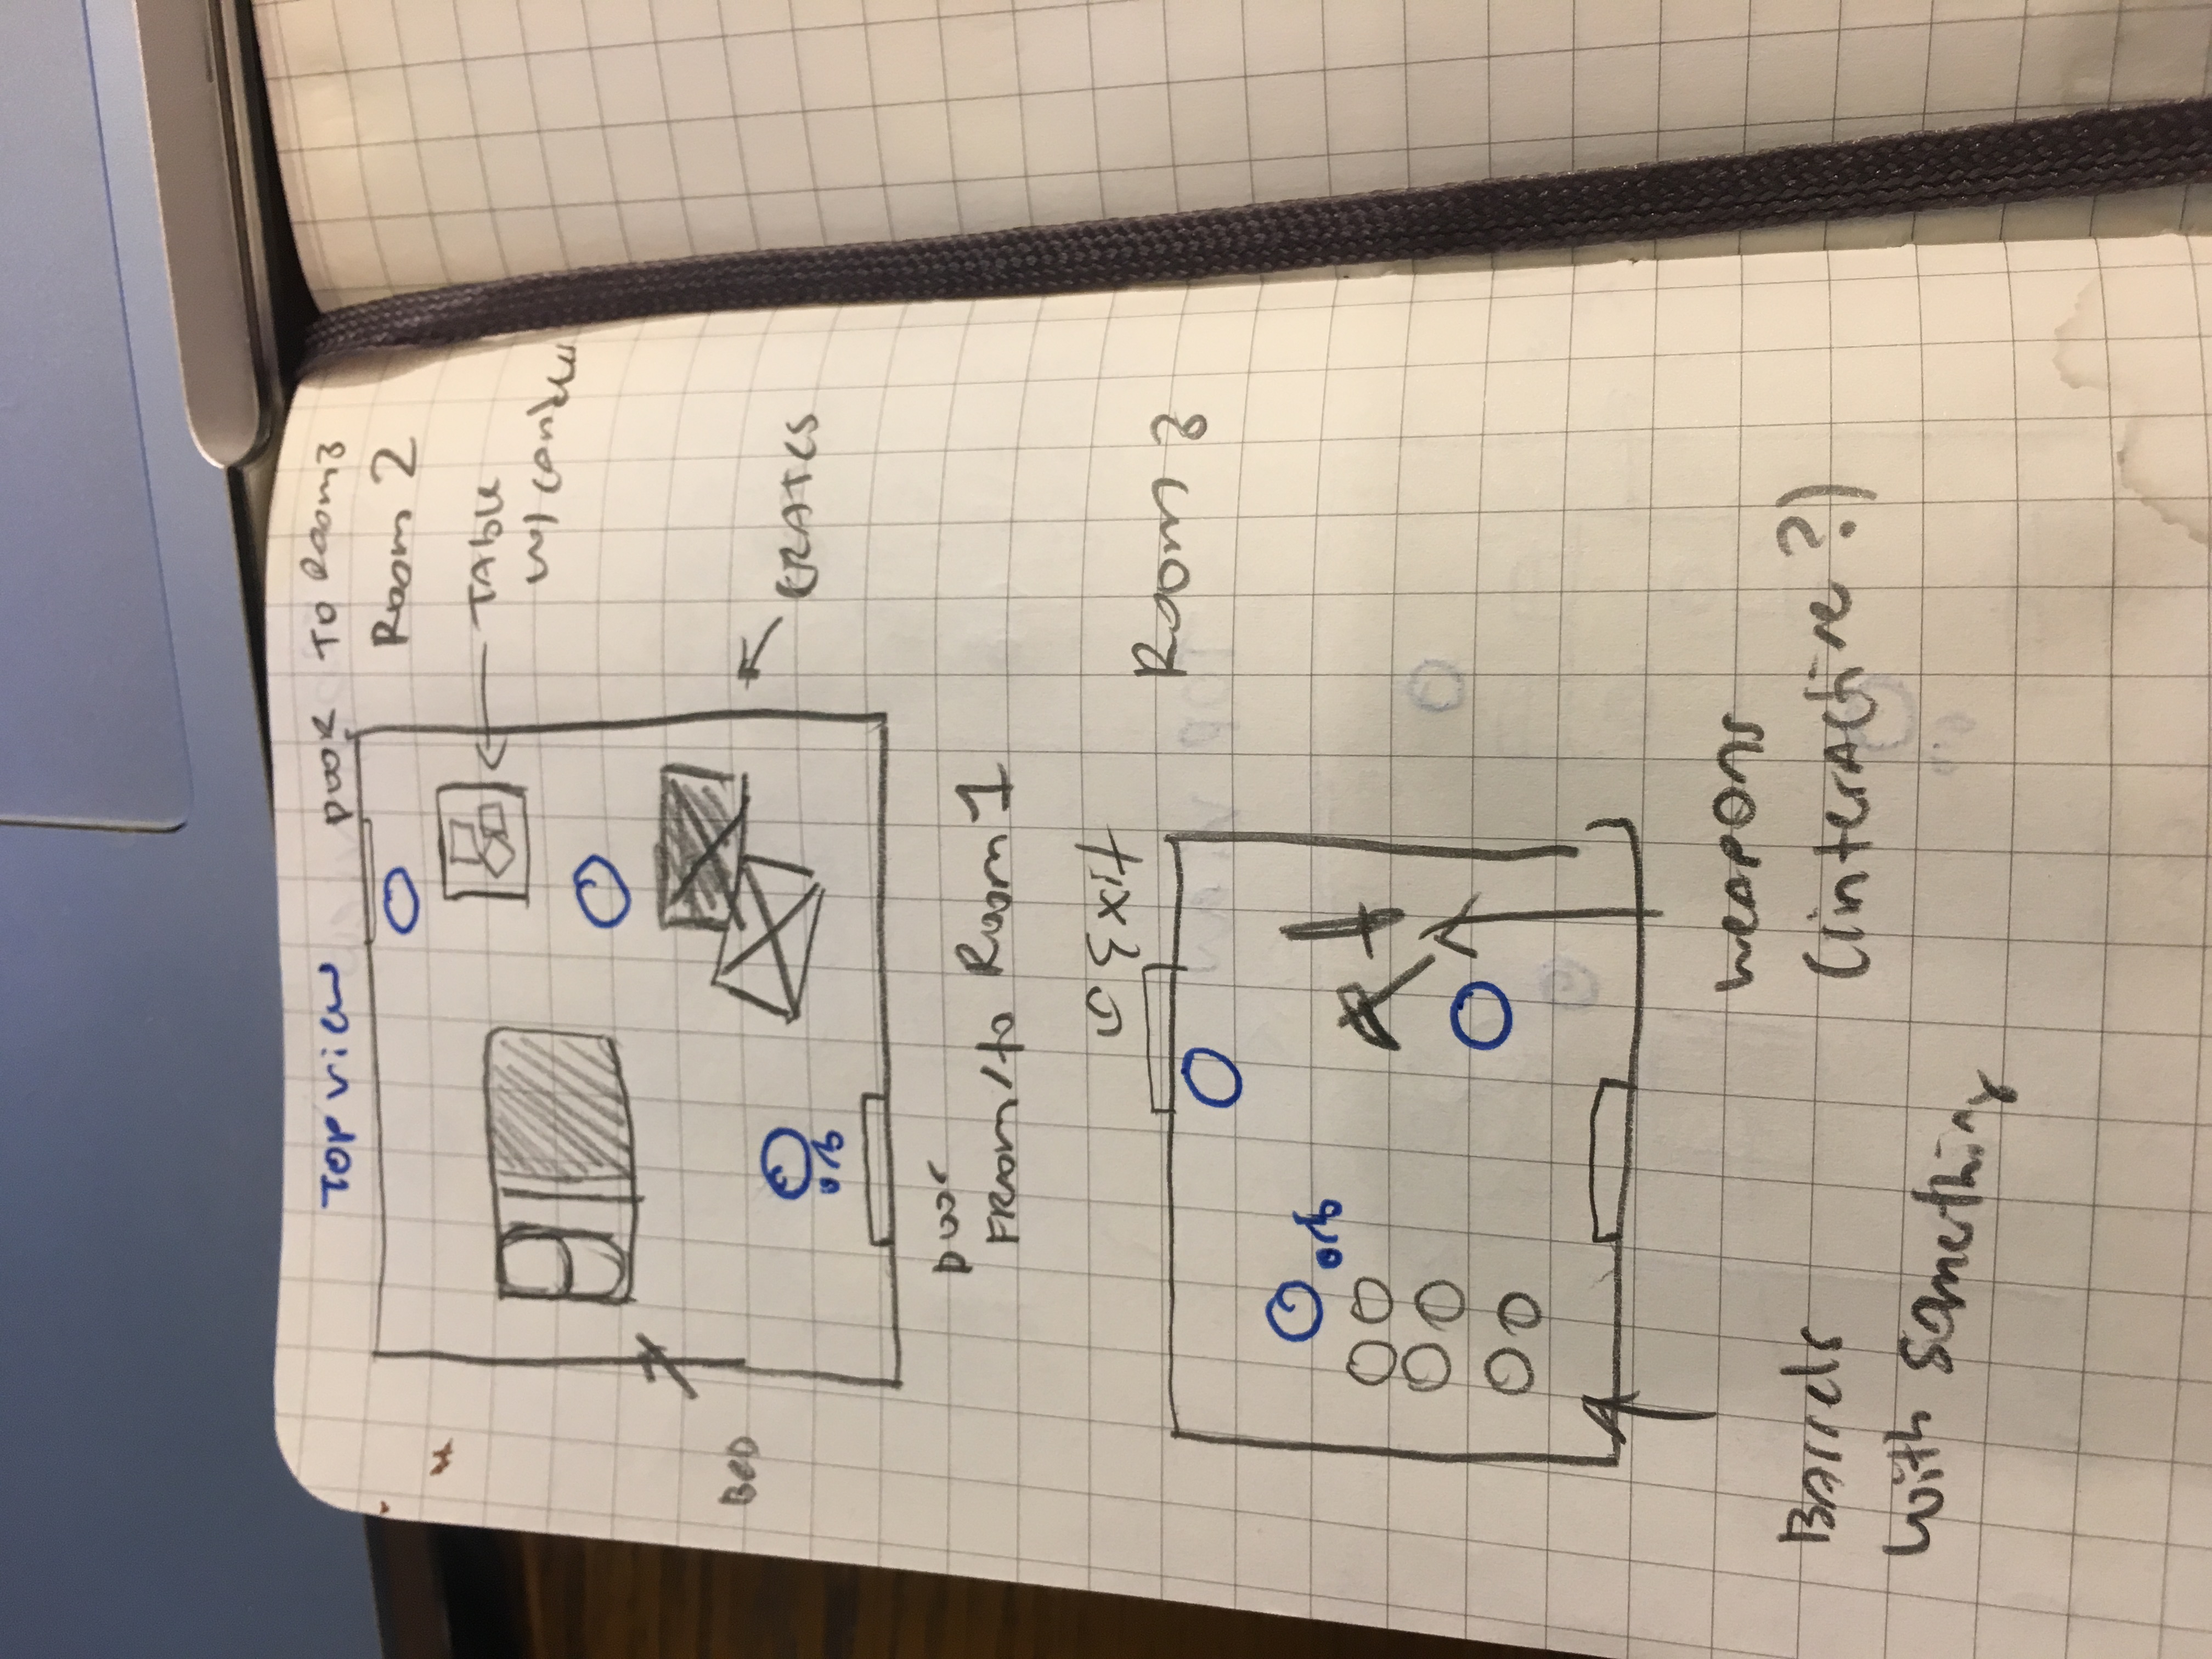 TOP view
DOOR TO Room 3
Room 2
TABLE
w/ candles
BED
CRATES
orb
Door
FROM/to Room 1
Exit
Room 3
orb
WEAPONS
(interActive?)
BArrels
with Something